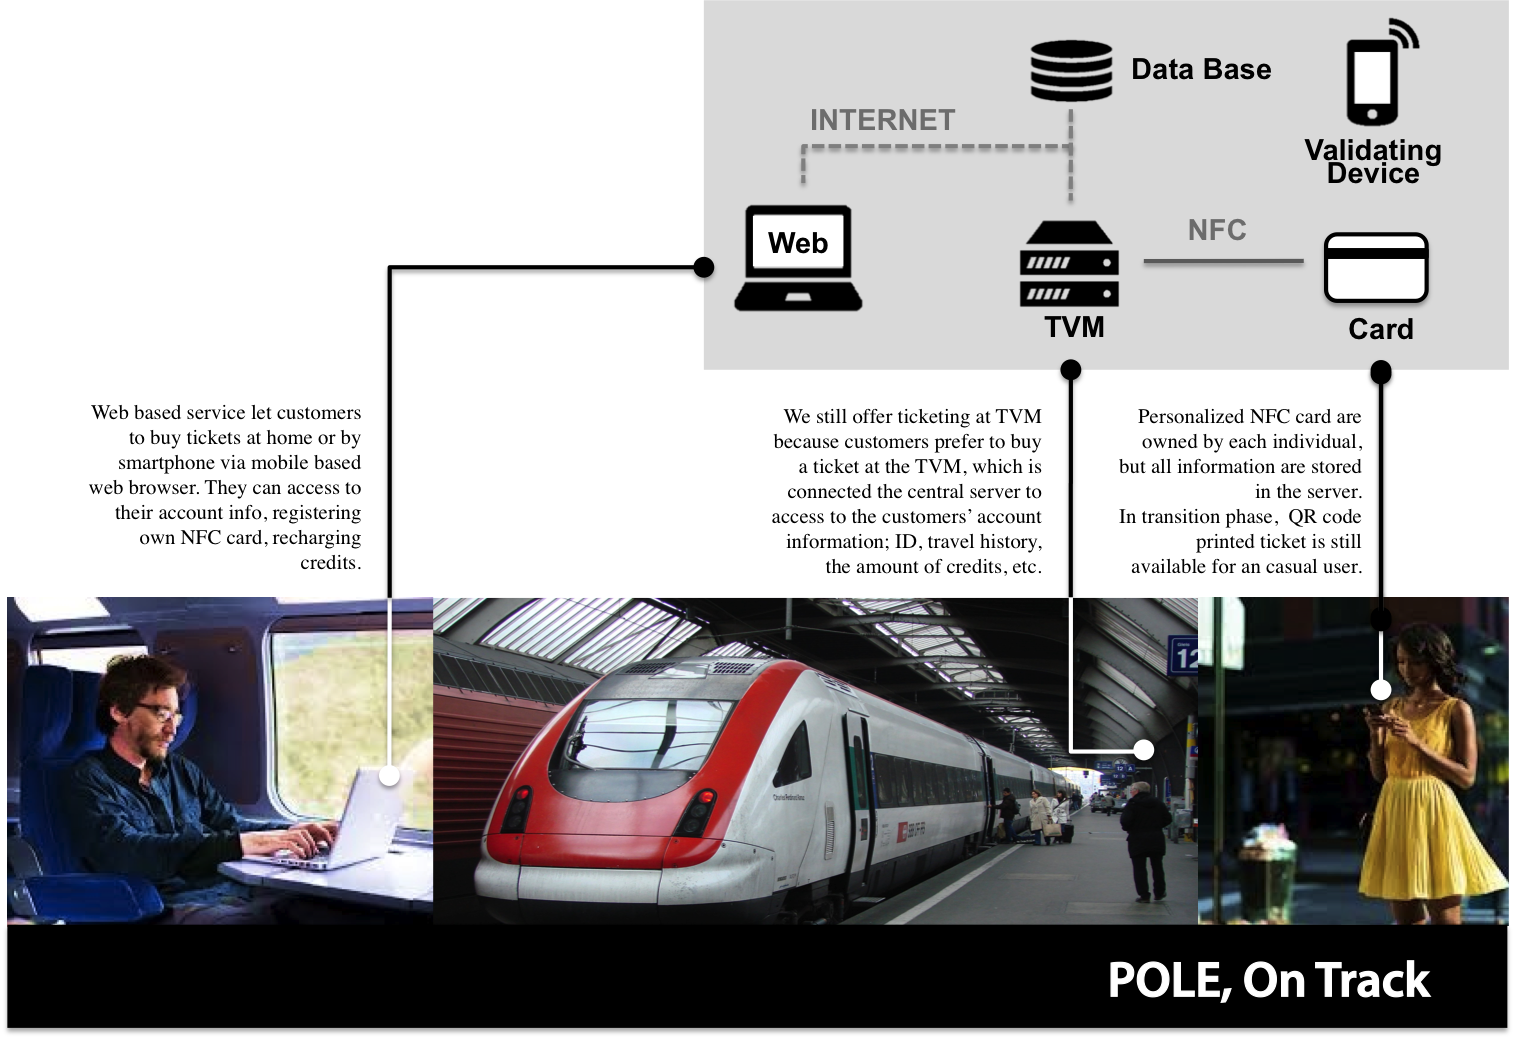 Data Base
INTERNET
Validating
Device
Web
NFC
TVM
Card
Web based service let customers
to buy tickets at home or by
smartphone via mobile based
web browser. They can access to
their account info, registering
own NFC card, recharging
credits.
We still offer ticketing at TVM
because customers prefer to buy
a ticket at the TVM, which is
connected the central server to
access to the customers’ account
information; ID, travel history,
the amount of credits, etc.
Personalized NFC card are
owned by each individual,
but all information are stored
in the server.
In transition phase,  QR code
printed ticket is still
available for an casual user.
12
POLE, On Track